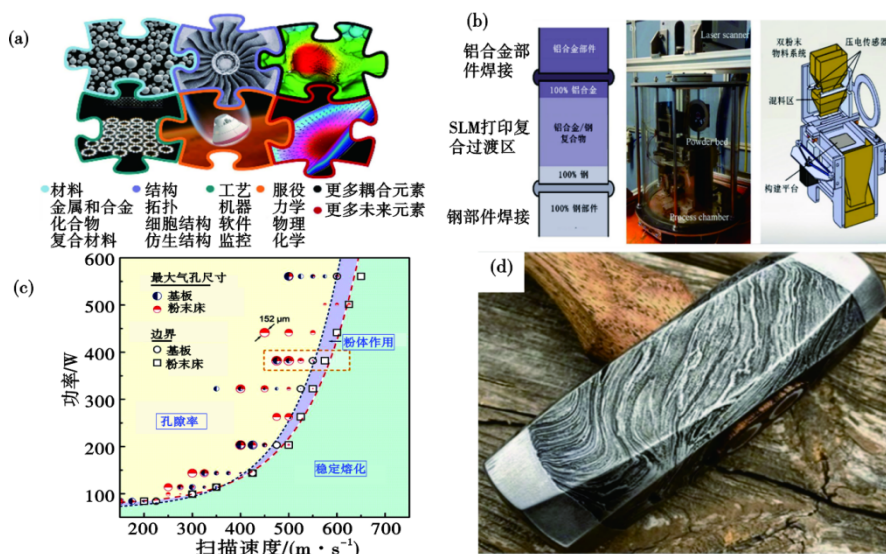 (a)
材料
结构
工艺
服役
更多耦合元素
金属和合金
拓扑
机器
力学
更多未来元素
化合物
细胞结构
软件
物理
复合材料
仿生结构
监控
化学
(b)
铝合金部件焊接
SLM打印复合过渡区
钢部件焊接
铝合金部件
100% 铝合金
铝合金/钢复合物
100% 钢
100% 钢部件
Laser scanner
Powder bed
Process chamber
双粉末物料系统
压电传感器
混料区
构建平台
(c)
功率/W
600
500
400
300
200
100
最大气孔尺寸
基板
粉末床
边界
基板
粉末床
152 μm
粉体作用
孔隙率
稳定熔化
200
300
400
500
600
700
扫描速度/(m·s⁻¹)
(d)